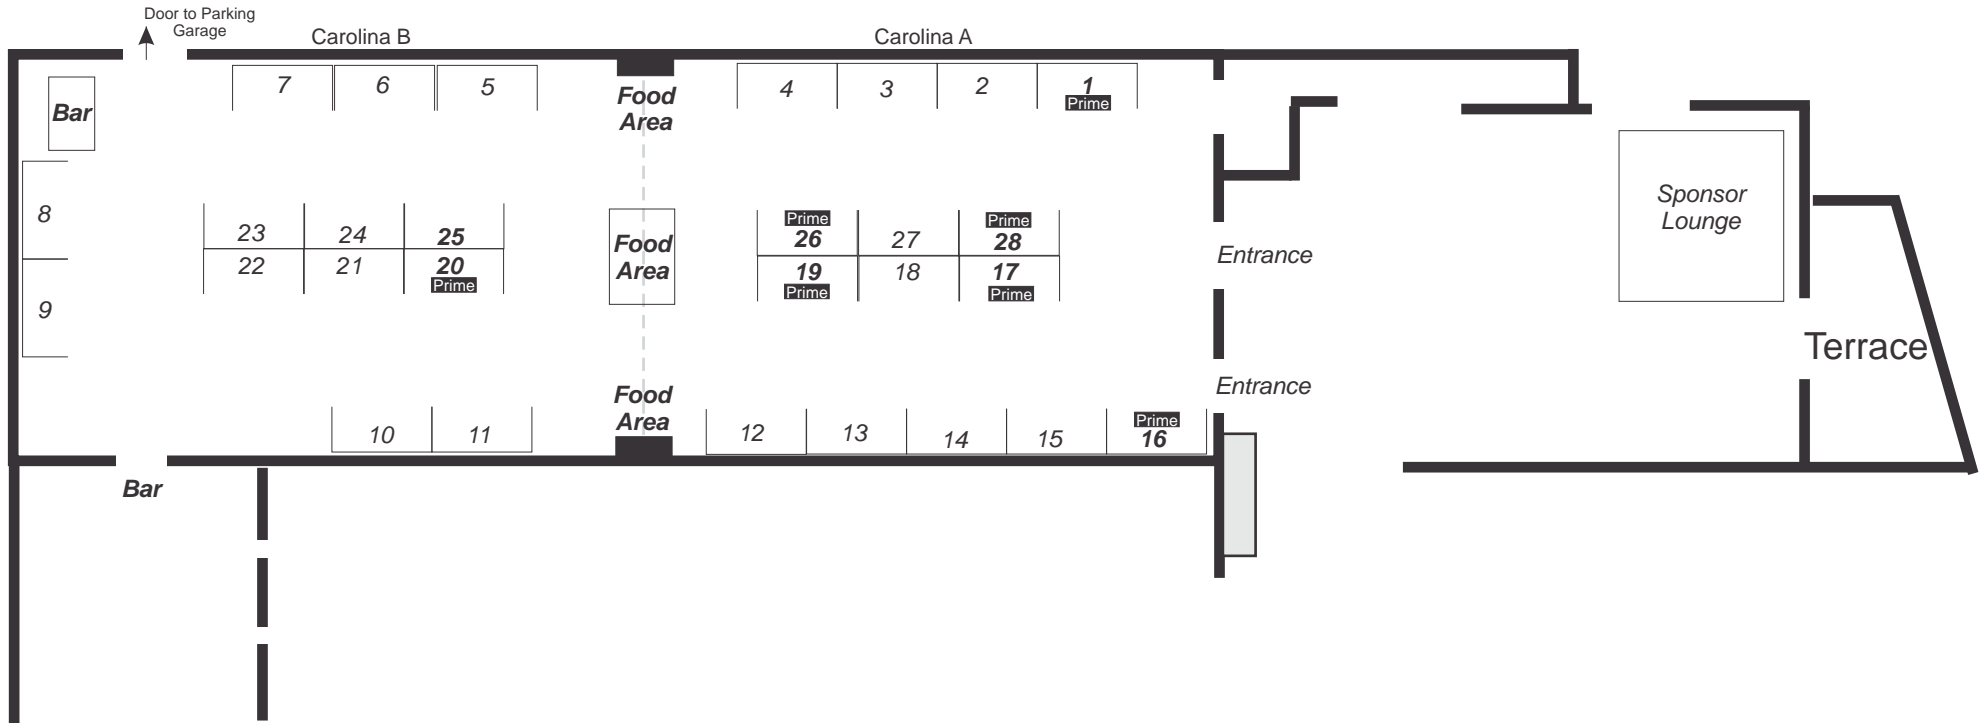 Door to Parking
Garage
Carolina B
Carolina A
7
6
5
Food
Area
4
3
2
1
Prime
Bar
8
9
23
24
25
22
21
20
Prime
Food
Area
Prime
26
27
Prime
28
19
Prime
18
17
Prime
Entrance
Entrance
Sponsor
Lounge
Terrace
10
11
Food
Area
12
13
14
15
Prime
16
Bar